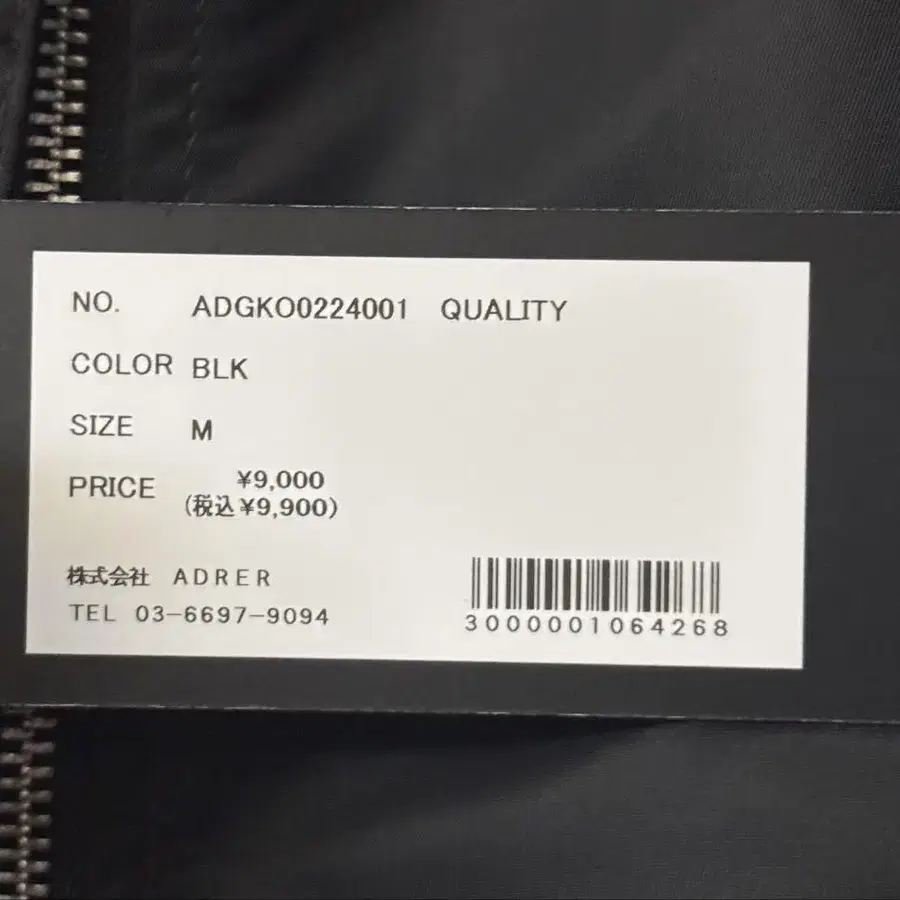 NO. ADGKO0224001 QUALITY
COLOR BLK
SIZE M
PRICE ¥9,000
(税込¥9,900)
株式会社 ADRER
TEL 03-6697-9094
3000001064268